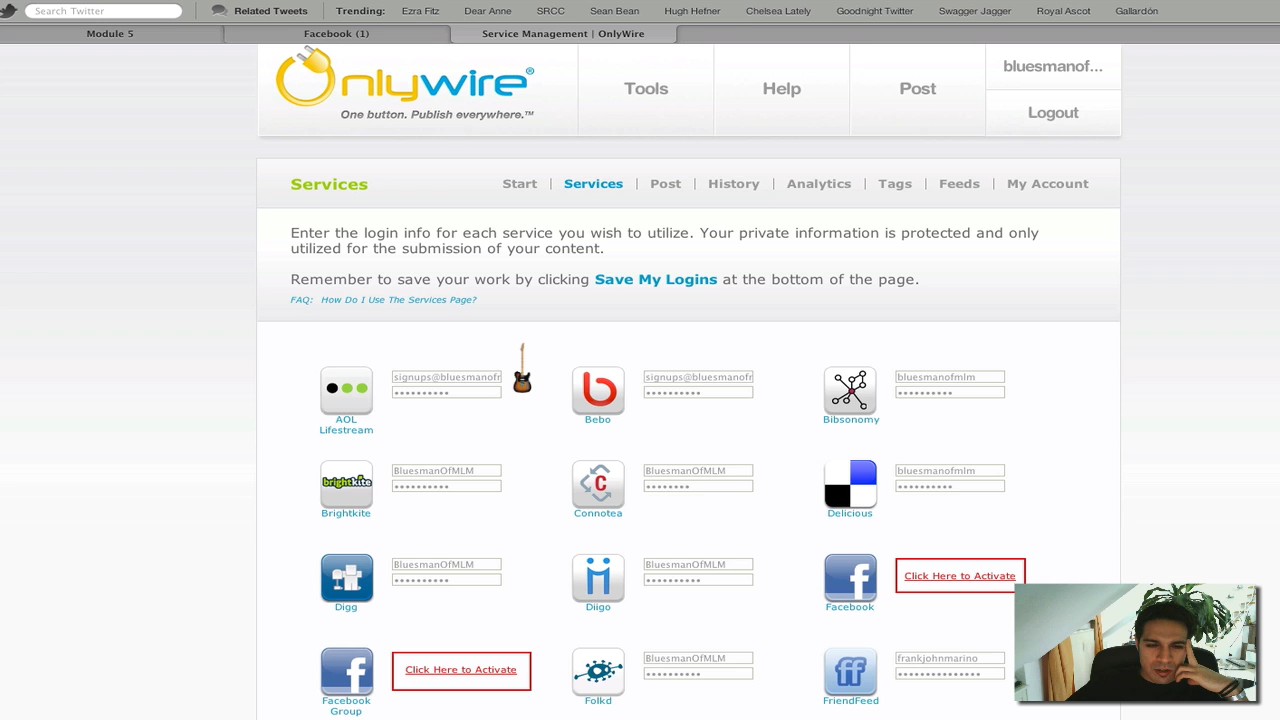 Search Twitter
Related Tweets
Trending:
Ezra Fitz
Dear Anne
SRCC
Sean Bean
Hugh Hefner
Chelsea Lately
Goodnight Twitter
Swagger Jagger
Royal Ascot
Gallardón
Module 5
Facebook (1)
Service Management | OnlyWire
Onlywire®
One button. Publish everywhere.™
Tools
Help
Post
bluesmanof...
Logout
Services
Start | Services | Post | History | Analytics | Tags | Feeds | My Account
Enter the login info for each service you wish to utilize. Your private information is protected and only
utilized for the submission of your content.
Remember to save your work by clicking Save My Logins at the bottom of the page.
FAQ: How Do I Use The Services Page?
signups@bluesmanofr
••••••••••
AOL
Lifestream
signups@bluesmanofr
••••••••••
Bebo
bluesmanofmlm
••••••••••
Bibsonomy
brightkite
BluesmanOfMLM
••••••••••
Brightkite
C
BluesmanOfMLM
••••••••
Connotea
bluesmanofmlm
••••••••••
Delicious
BluesmanOfMLM
••••••••••
Digg
BluesmanOfMLM
••••••••••
Diigo
Click Here to Activate
Facebook
Click Here to Activate
Facebook
Group
BluesmanOfMLM
••••••••••
Folkd
ff
frankjohnmarino
•••••••••••••••
FriendFeed